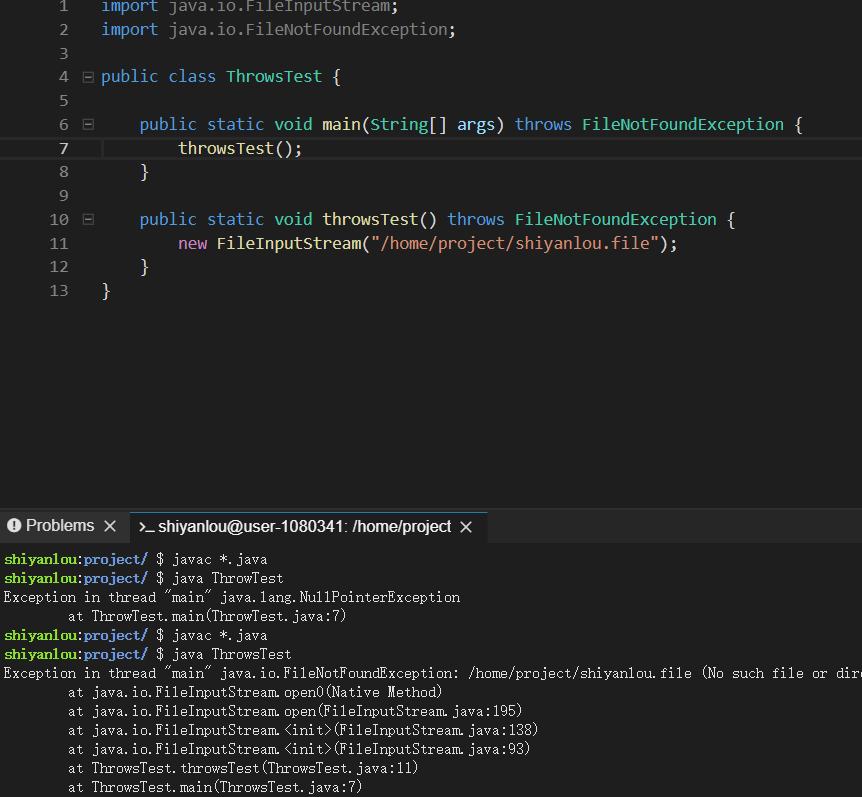 1 import java.io.FileInputStream;
2 import java.io.FileNotFoundException;
3
4 public class ThrowsTest {
5
6 public static void main(String[] args) throws FileNotFoundException {
7 throwsTest();
8 }
9
10 public static void throwsTest() throws FileNotFoundException {
11 new FileInputStream("/home/project/shiyanlou.file");
12 }
13 }
Problems >_ shiyanlou@user-1080341: /home/project
shiyanlou:project/ $ javac *.java
shiyanlou:project/ $ java ThrowTest
Exception in thread "main" java.lang.NullPointerException
at ThrowTest.main(ThrowTest.java:7)
shiyanlou:project/ $ javac *.java
shiyanlou:project/ $ java ThrowsTest
Exception in thread "main" java.io.FileNotFoundException: /home/project/shiyanlou.file (No such file or dire
at java.io.FileInputStream.open0(Native Method)
at java.io.FileInputStream.open(FileInputStream.java:195)
at java.io.FileInputStream.<init>(FileInputStream.java:138)
at java.io.FileInputStream.<init>(FileInputStream.java:93)
at ThrowsTest.throwsTest(ThrowsTest.java:11)
at ThrowsTest.main(ThrowsTest.java:7)